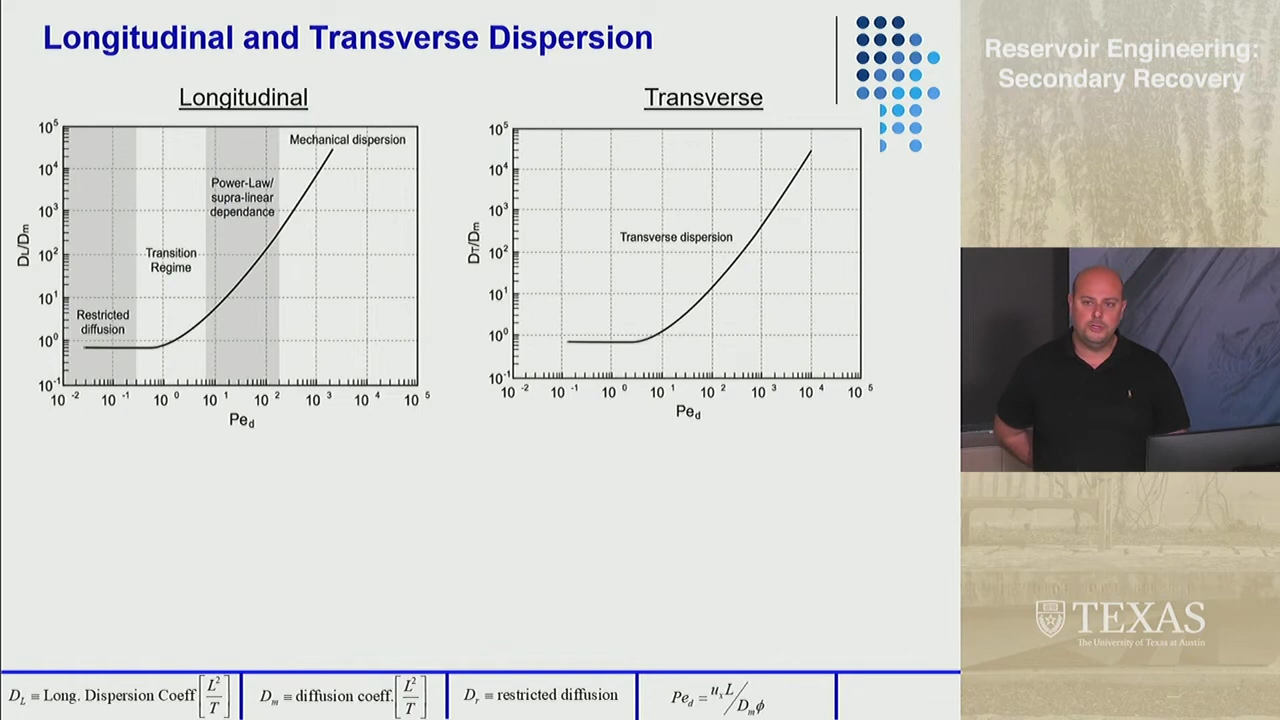 Longitudinal and Transverse Dispersion
Longitudinal
10⁵
10⁴
10³
10²
10¹
10⁰
10⁻¹
D_L/D_m
Mechanical dispersion
Power-Law/
supra-linear
dependance
Transition
Regime
Restricted
diffusion
10⁻² 10⁻¹ 10⁰ 10¹ 10² 10³ 10⁴ 10⁵
Pe_d
Transverse
10⁵
10⁴
10³
10²
10¹
10⁰
10⁻¹
D_T/D_m
Transverse dispersion
10⁻² 10⁻¹ 10⁰ 10¹ 10² 10³ 10⁴ 10⁵
Pe_d
D_L ≡ Long. Dispersion Coeff [L²/T]
D_m ≡ diffusion coeff. [L²/T]
D_r ≡ restricted diffusion
Pe_d = u_x L / D_m ϕ
Reservoir Engineering:
Secondary Recovery
TEXAS
The University of Texas at Austin